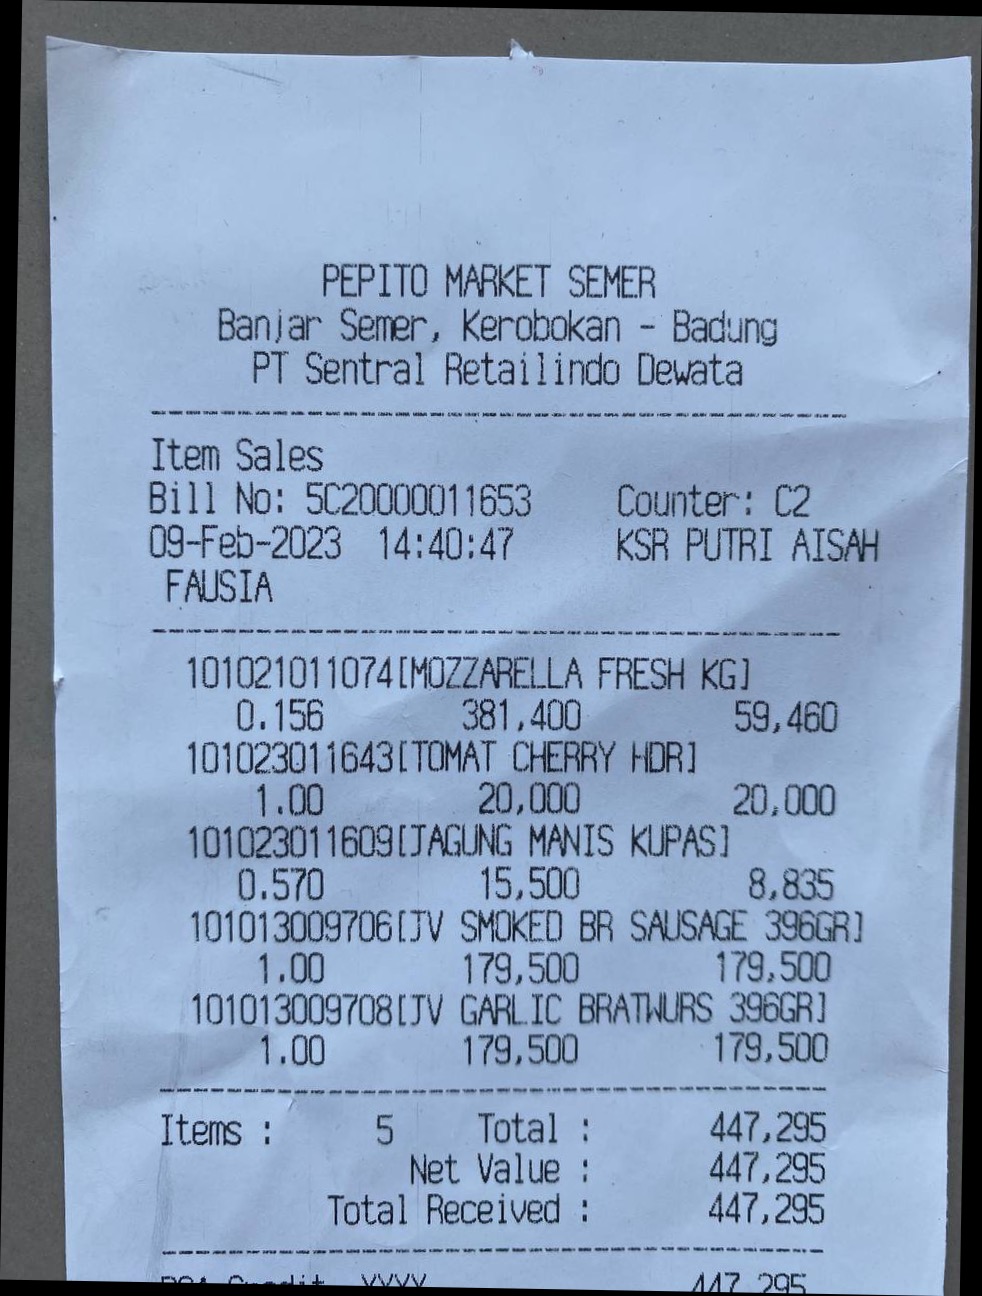 PEPITO MARKET SEMER
Banjar Semer, Kerobokan - Badung
PT Sentral Retailindo Dewata
Item Sales
Bill No: 5C20000011653 Counter: C2
09-Feb-2023 14:40:47 KSR PUTRI AISAH
FAUSIA
101021011074[MOZZARELLA FRESH KG]
0.156 381,400 59,460
101023011643[TOMAT CHERRY HDR]
1.00 20,000 20,000
101023011609[JAGUNG MANIS KUPAS]
0.570 15,500 8,835
101013009706[JV SMOKED BR SAUSAGE 396GR]
1.00 179,500 179,500
101013009708[JV GARLIC BRATWURS 396GR]
1.00 179,500 179,500
Items : 5 Total : 447,295
Net Value : 447,295
Total Received : 447,295
Credit XXXX 447,295